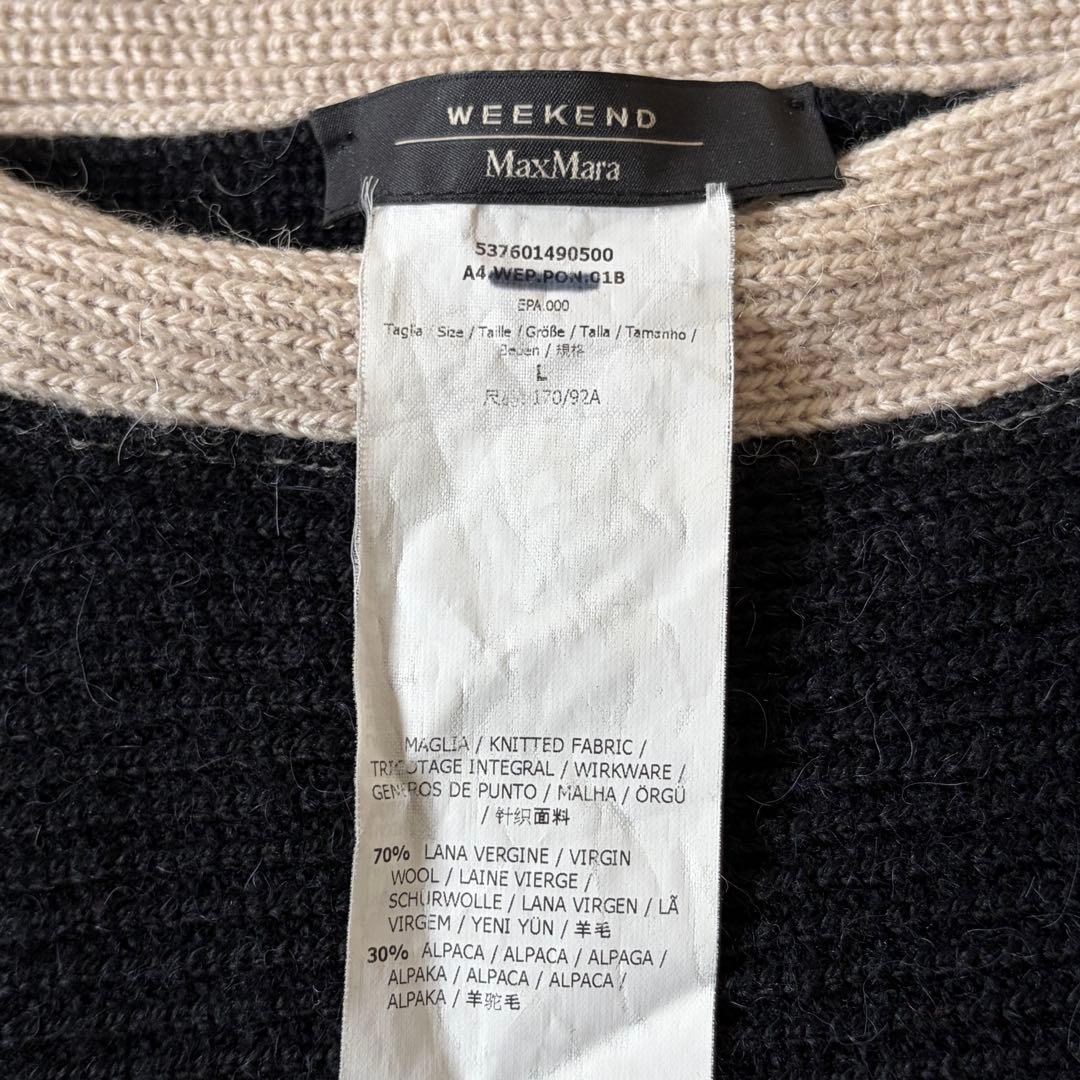 WEEKEND
MaxMara
537601490500
A4.WEP.PON.01B
EPA.000
Taglia / Size / Taille / Größe / Talla / Tamanho /
Beden / 規格
L
170/92A
MAGLIA / KNITTED FABRIC /
TRICOTAGE INTEGRAL / WIRKWARE /
GENEROS DE PUNTO / MALHA / ÖRGÜ
/ 针织面料
70% LANA VERGINE / VIRGIN
WOOL / LAINE VIERGE /
SCHURWOLLE / LANA VIRGEN / LÃ
VIRGEM / YENI YÜN / 羊毛
30% ALPACA / ALPACA / ALPAGA /
ALPAKA / ALPACA / ALPACA /
ALPAKA / 羊驼毛